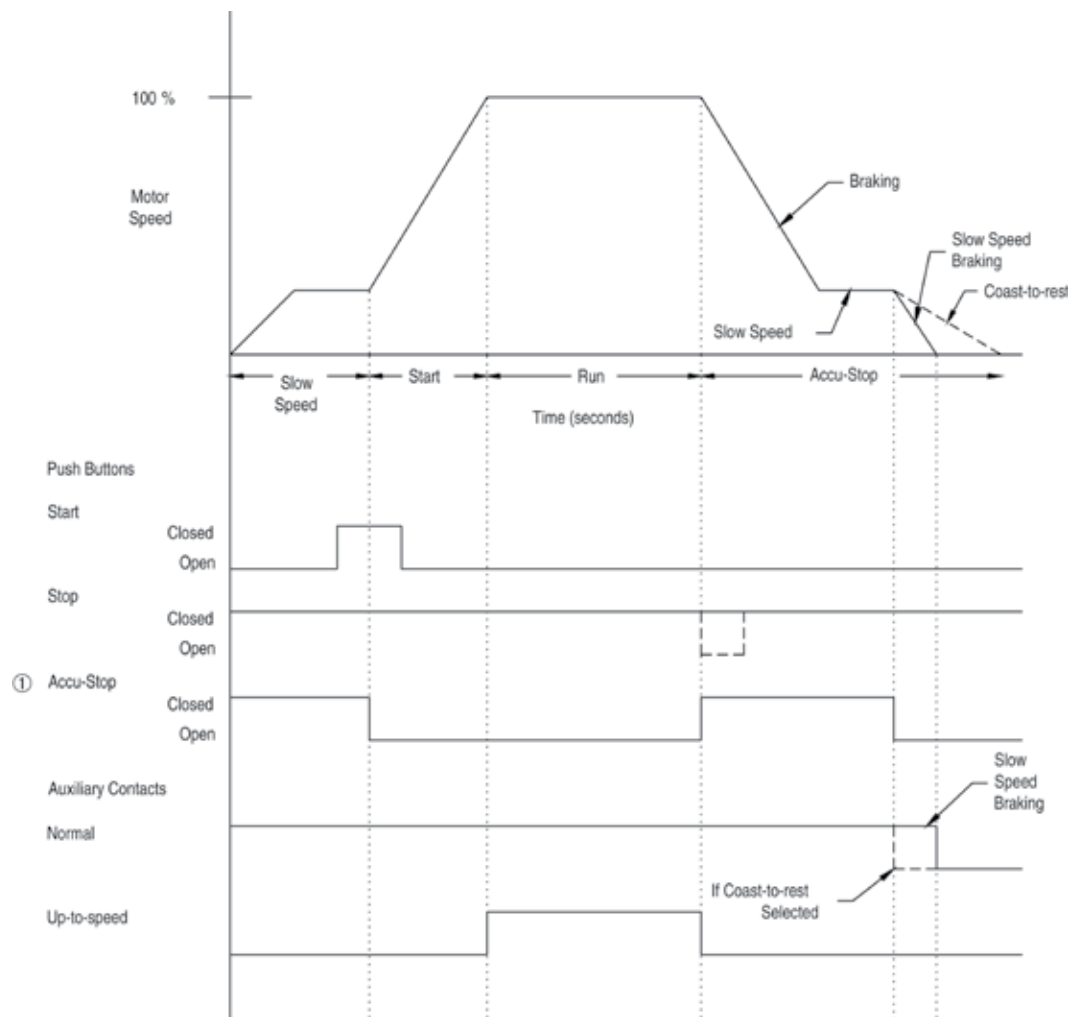 100 %
Motor
Speed
Braking
Slow Speed
Braking
Coast-to-rest
Slow Speed
Slow
Speed
Start
Run
Accu-Stop
Time (seconds)
Push Buttons
Start
Closed
Open
Stop
Closed
Open
① Accu-Stop
Closed
Open
Auxiliary Contacts
Slow
Speed
Braking
Normal
If Coast-to-rest
Selected
Up-to-speed